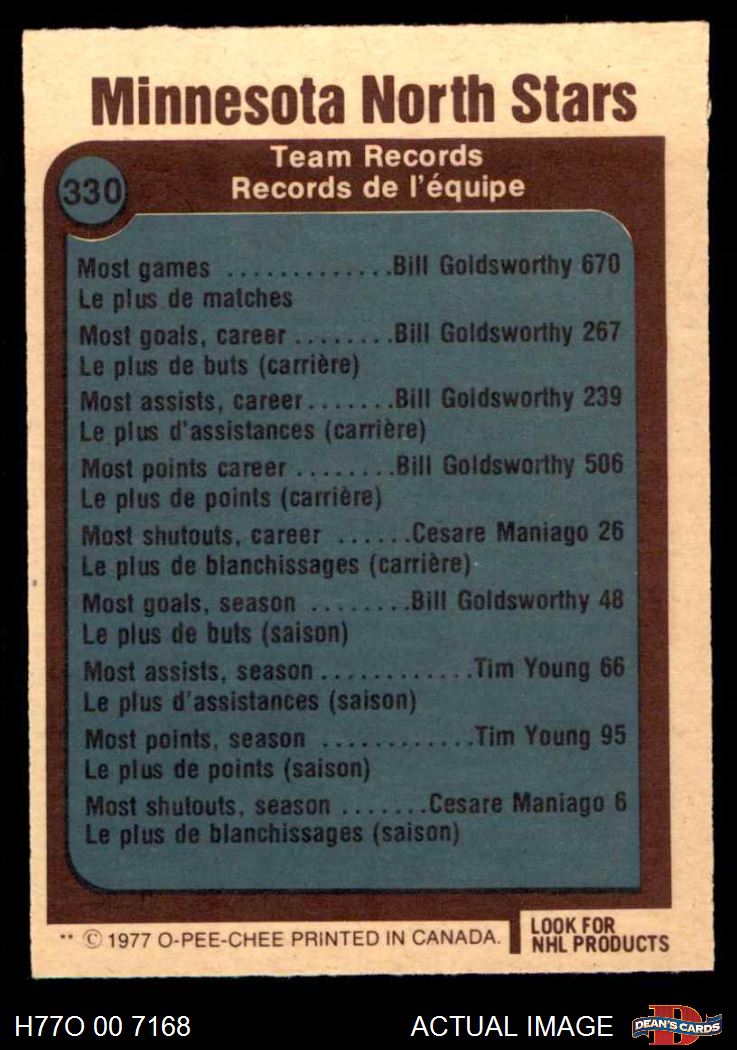 Minnesota North Stars
330
Team Records
Records de l'équipe
Most games .............Bill Goldsworthy 670
Le plus de matches
Most goals, career ........Bill Goldsworthy 267
Le plus de buts (carrière)
Most assists, career.......Bill Goldsworthy 239
Le plus d'assistances (carrière)
Most points career ........Bill Goldsworthy 506
Le plus de points (carrière)
Most shutouts, career ......Cesare Maniago 26
Le plus de blanchissages (carrière)
Most goals, season ........Bill Goldsworthy 48
Le plus de buts (saison)
Most assists, season............Tim Young 66
Le plus d'assistances (saison)
Most points, season ............Tim Young 95
Le plus de points (saison)
Most shutouts, season .......Cesare Maniago 6
Le plus de blanchissages (saison)
** © 1977 O-PEE-CHEE PRINTED IN CANADA.
LOOK FOR
NHL PRODUCTS
H77O 00 7168
ACTUAL IMAGE
D
DEAN'S CARDS